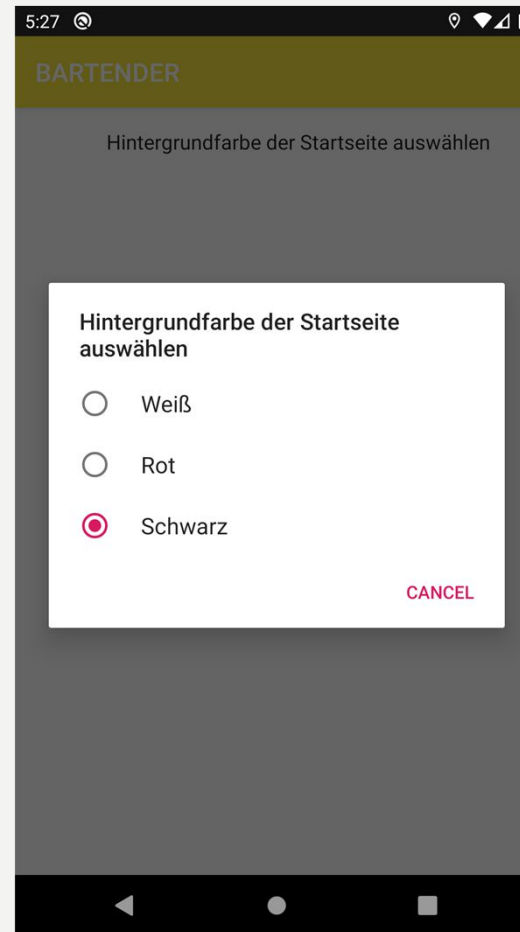 5:27
BARTENDER
Hintergrundfarbe der Startseite auswählen
Hintergrundfarbe der Startseite
auswählen
Weiß
Rot
Schwarz
CANCEL